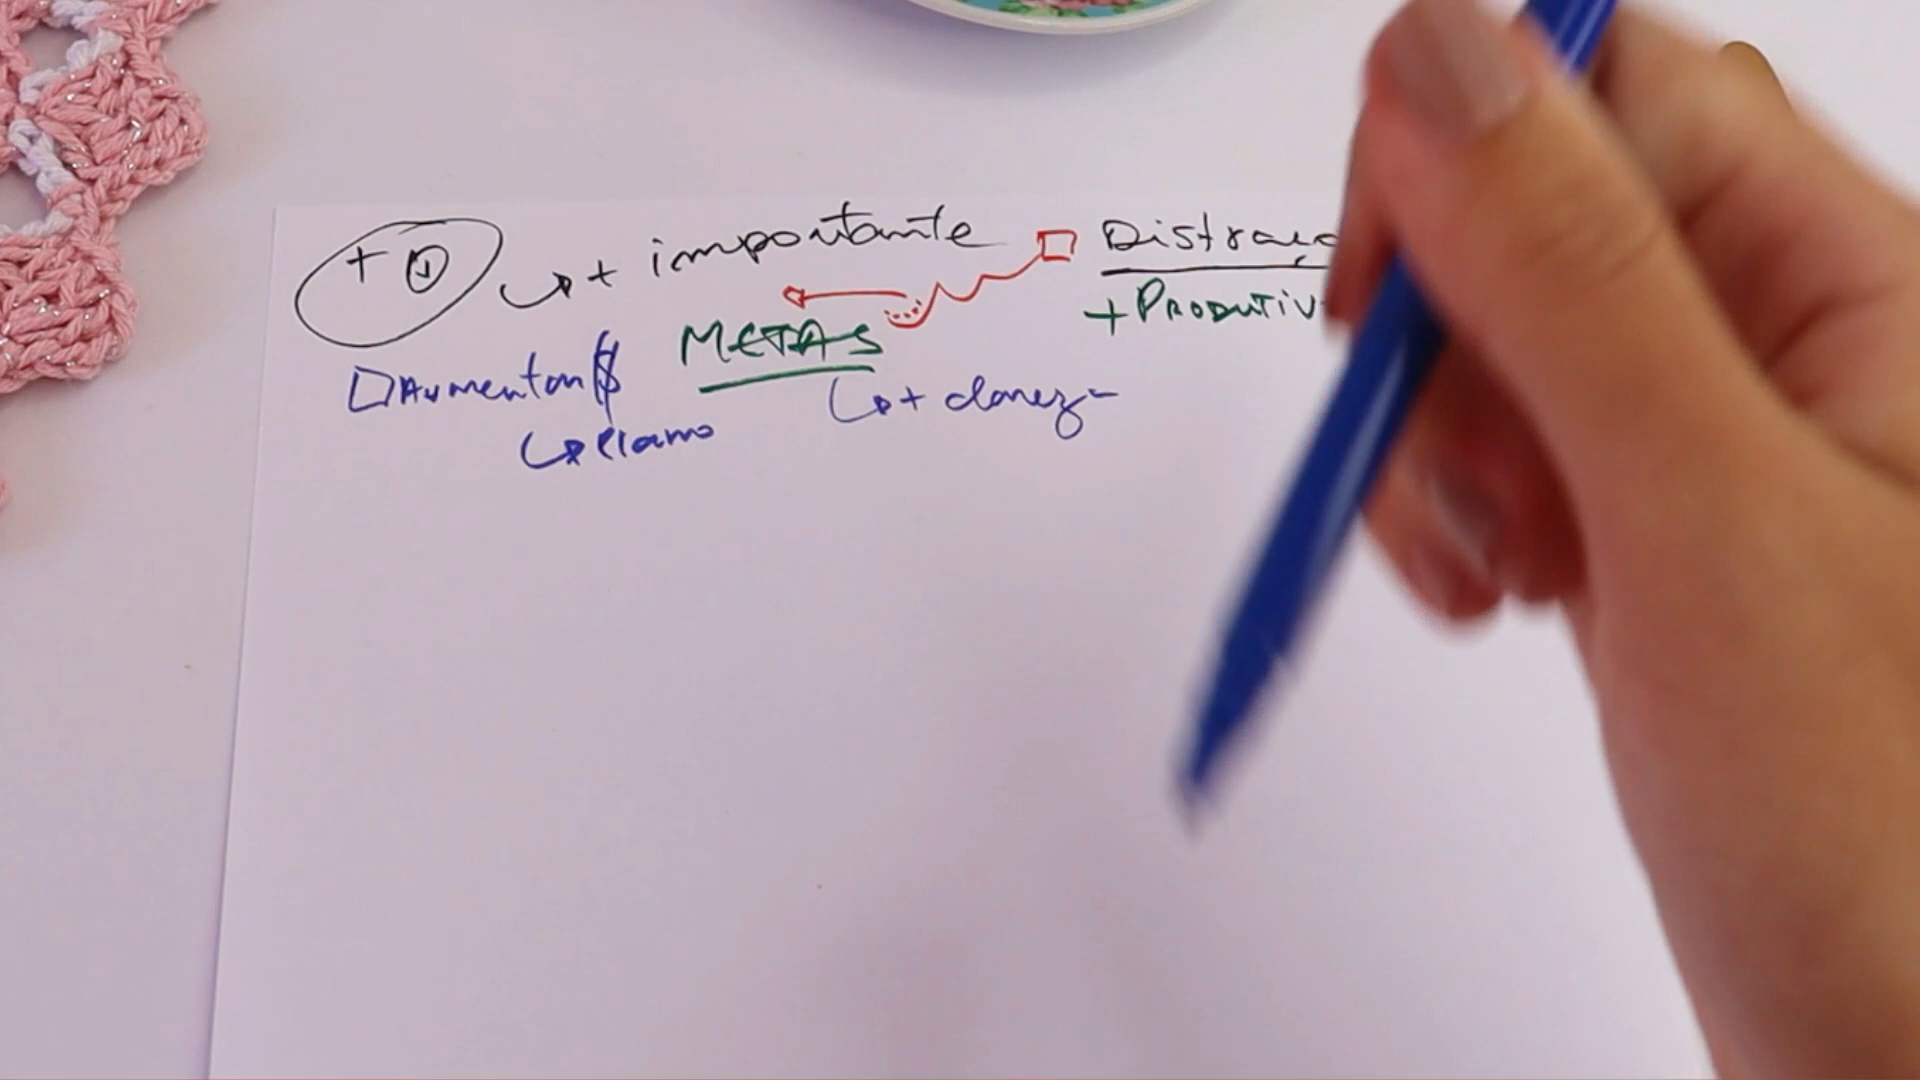 + + importante Distraç
METAS + Produtiv
Aumentar $ + clareza
Plano